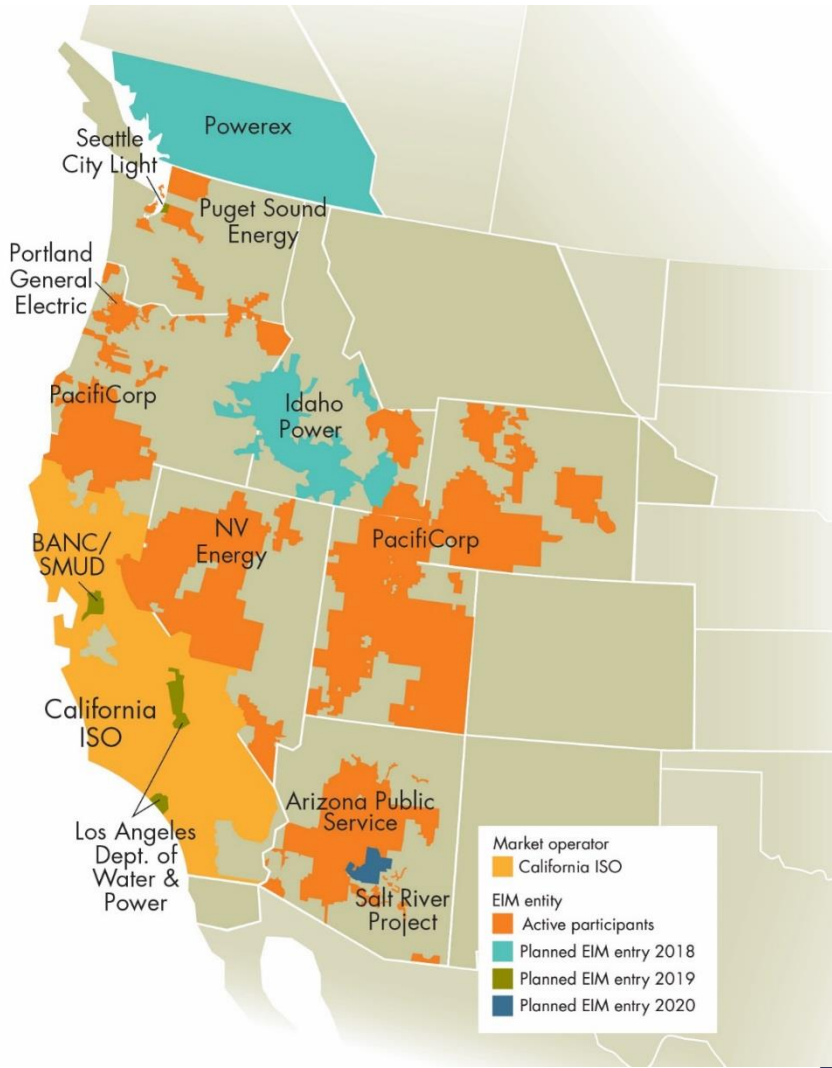 Powerex
Seattle
City Light
Puget Sound
Energy
Portland
General
Electric
PacifiCorp
Idaho
Power
NV
Energy
PacifiCorp
BANC/
SMUD
California
ISO
Arizona Public
Service
Los Angeles
Dept. of
Water &
Power
Salt River
Project
Market operator
California ISO
EIM entity
Active participants
Planned EIM entry 2018
Planned EIM entry 2019
Planned EIM entry 2020